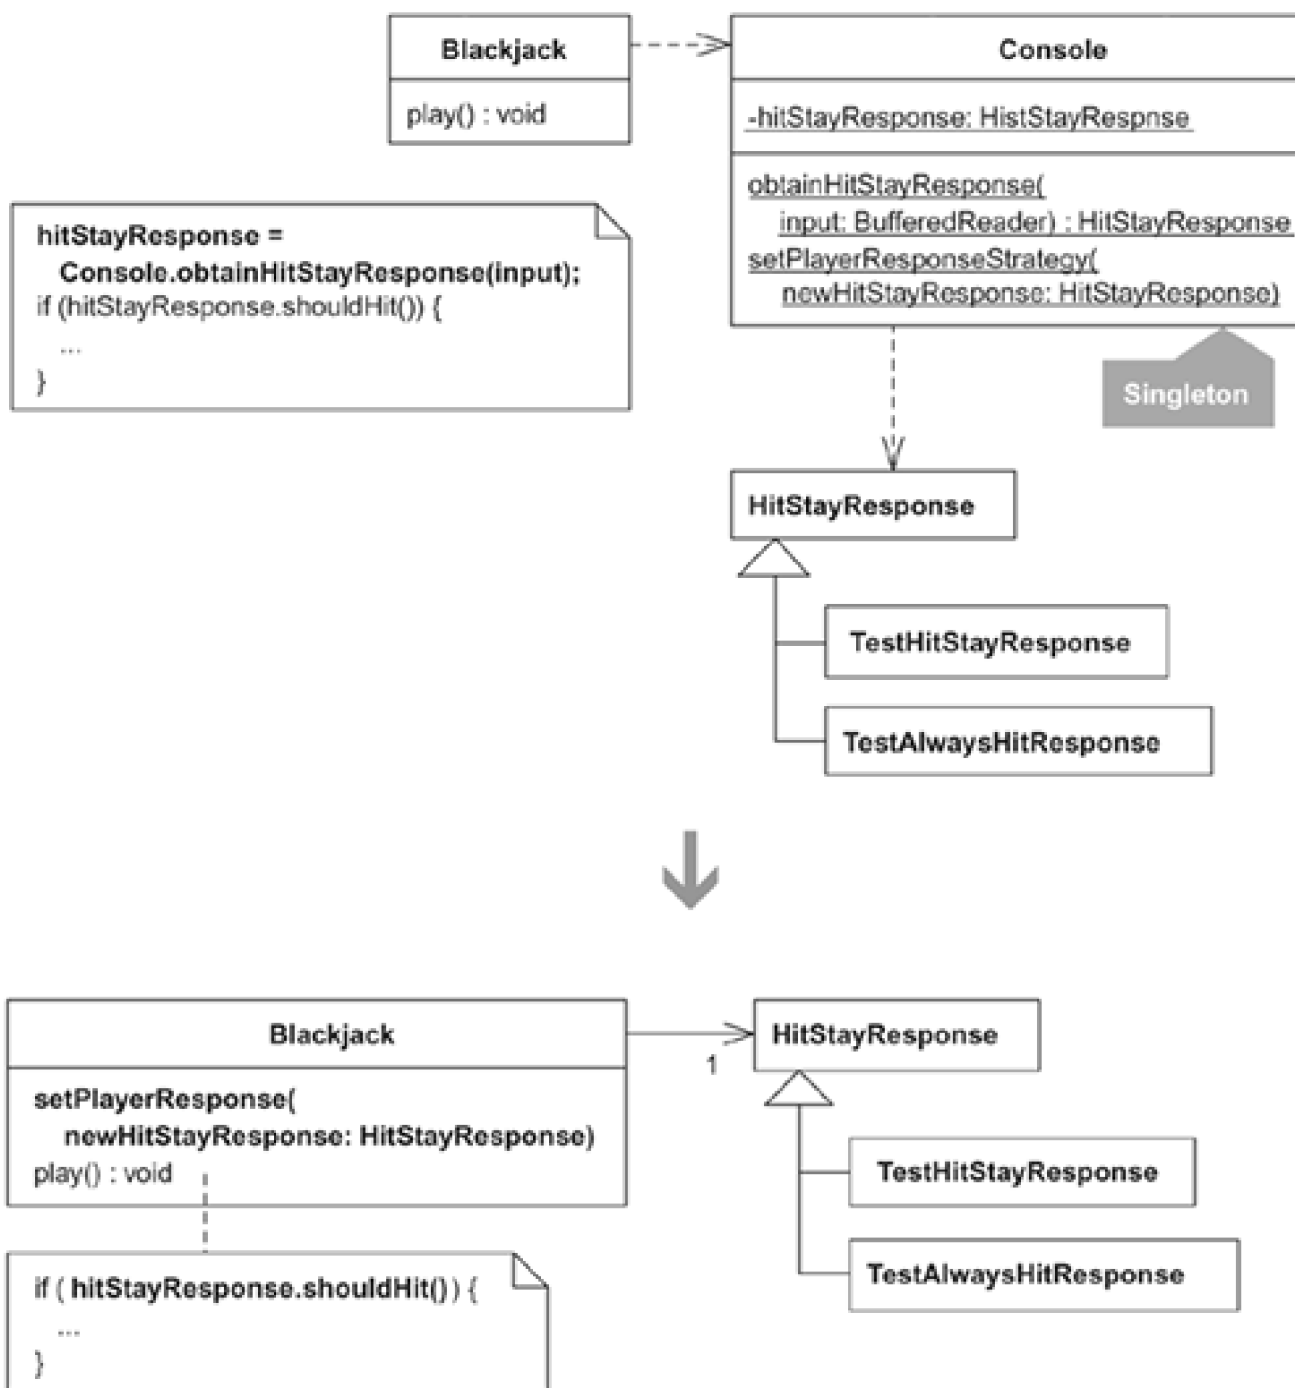 Blackjack
play() : void
Console
-hitStayResponse: HistStayRespnse
obtainHitStayResponse(
input: BufferedReader) : HitStayResponse
setPlayerResponseStrategy(
newHitStayResponse: HitStayResponse)
hitStayResponse =
Console.obtainHitStayResponse(input);
if (hitStayResponse.shouldHit()) {
...
}
Singleton
HitStayResponse
TestHitStayResponse
TestAlwaysHitResponse
Blackjack
setPlayerResponse(
newHitStayResponse: HitStayResponse)
play() : void
1
HitStayResponse
TestHitStayResponse
TestAlwaysHitResponse
if ( hitStayResponse.shouldHit()) {
...
}